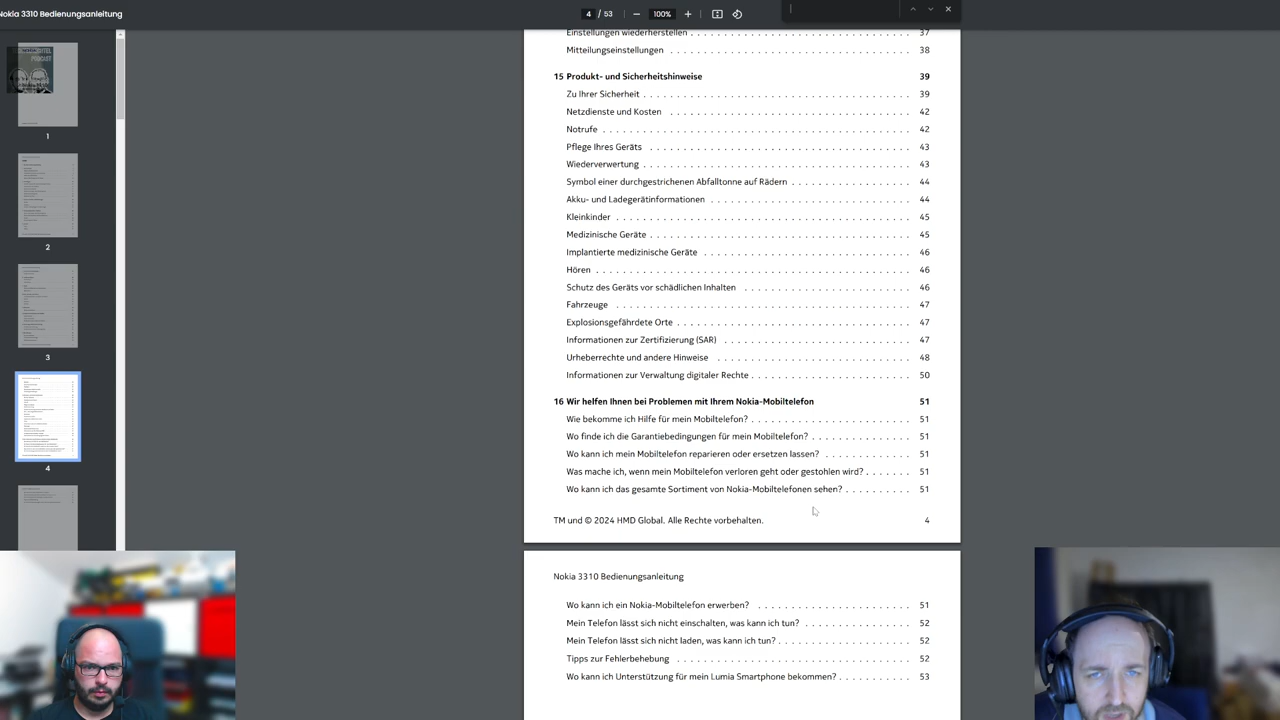 Nokia 3310 Bedienungsanleitung
4 / 53
100%
PODCAST
1
2
3
4
Einstellungen wiederherstellen . . . 37
Mitteilungseinstellungen . . . 38
15 Produkt- und Sicherheitshinweise 39
Zu Ihrer Sicherheit . . . 39
Netzdienste und Kosten . . . 42
Notrufe . . . 42
Pflege Ihres Geräts . . . 43
Wiederverwertung . . . 43
Symbol einer durchgestrichenen Abfalltonne auf Rädern . . . 44
Akku- und Ladegerätinformationen . . . 44
Kleinkinder . . . 45
Medizinische Geräte . . . 45
Implantierte medizinische Geräte . . . 46
Hören . . . 46
Schutz des Geräts vor schädlichen Inhalten . . . 46
Fahrzeuge . . . 47
Explosionsgefährdete Orte . . . 47
Informationen zur Zertifizierung (SAR) . . . 47
Urheberrechte und andere Hinweise . . . 48
Informationen zur Verwaltung digitaler Rechte . . . 50
16 Wir helfen Ihnen bei Problemen mit Ihrem Nokia-Mobiltelefon 51
Wie bekomme ich Hilfe für mein Mobiltelefon? . . . 51
Wo finde ich die Garantiebedingungen für mein Mobiltelefon? . . . 51
Wo kann ich mein Mobiltelefon reparieren oder ersetzen lassen? . . . 51
Was mache ich, wenn mein Mobiltelefon verloren geht oder gestohlen wird? . . . 51
Wo kann ich das gesamte Sortiment von Nokia-Mobiltelefonen sehen? . . . 51
TM und © 2024 HMD Global. Alle Rechte vorbehalten. 4
Nokia 3310 Bedienungsanleitung
Wo kann ich ein Nokia-Mobiltelefon erwerben? . . . 51
Mein Telefon lässt sich nicht einschalten, was kann ich tun? . . . 52
Mein Telefon lässt sich nicht laden, was kann ich tun? . . . 52
Tipps zur Fehlerbehebung . . . 52
Wo kann ich Unterstützung für mein Lumia Smartphone bekommen? . . . 53